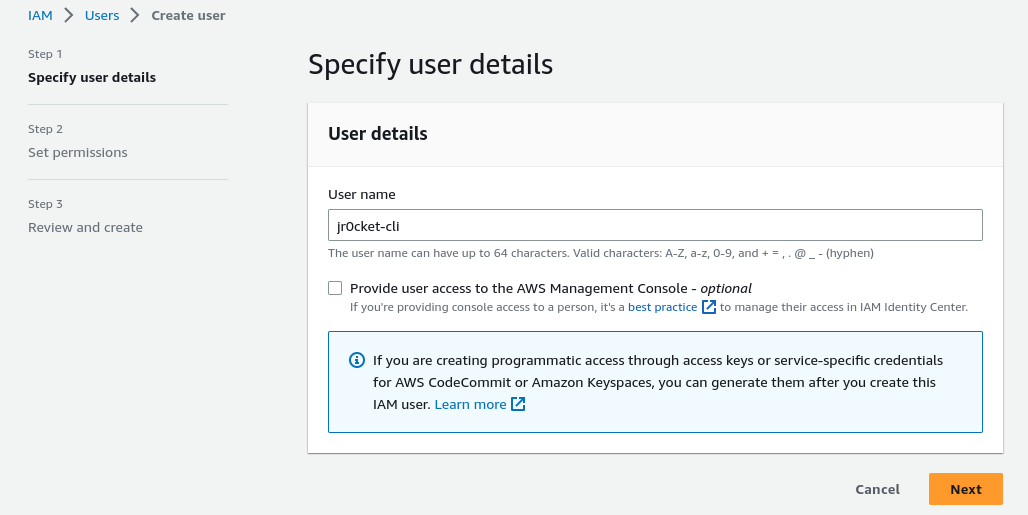 IAM > Users > Create user
Step 1
Specify user details
Step 2
Set permissions
Step 3
Review and create
Specify user details
User details
User name
jr0cket-cli
The user name can have up to 64 characters. Valid characters: A-Z, a-z, 0-9, and + = , . @ _ - (hyphen)
Provide user access to the AWS Management Console - optional
If you're providing console access to a person, it's a best practice to manage their access in IAM Identity Center.
If you are creating programmatic access through access keys or service-specific credentials
for AWS CodeCommit or Amazon Keyspaces, you can generate them after you create this
IAM user. Learn more
Cancel
Next